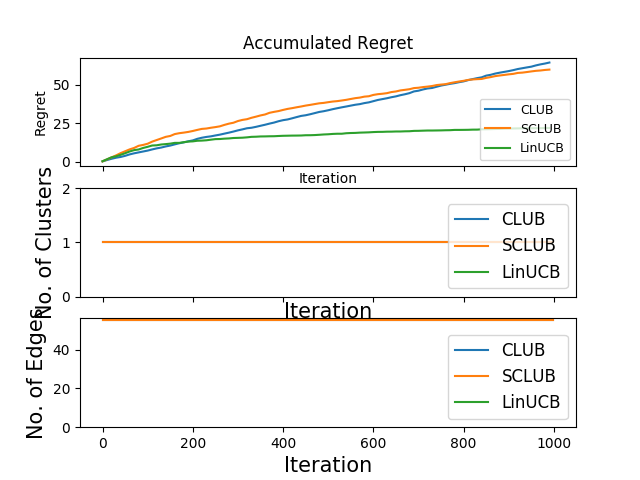 Accumulated Regret
Regret
50
25
0
CLUB
SCLUB
LinUCB
Iteration
No. of Clusters
2
1
0
CLUB
SCLUB
LinUCB
Iteration
No. of Edges
40
20
0
CLUB
SCLUB
LinUCB
0 200 400 600 800 1000
Iteration